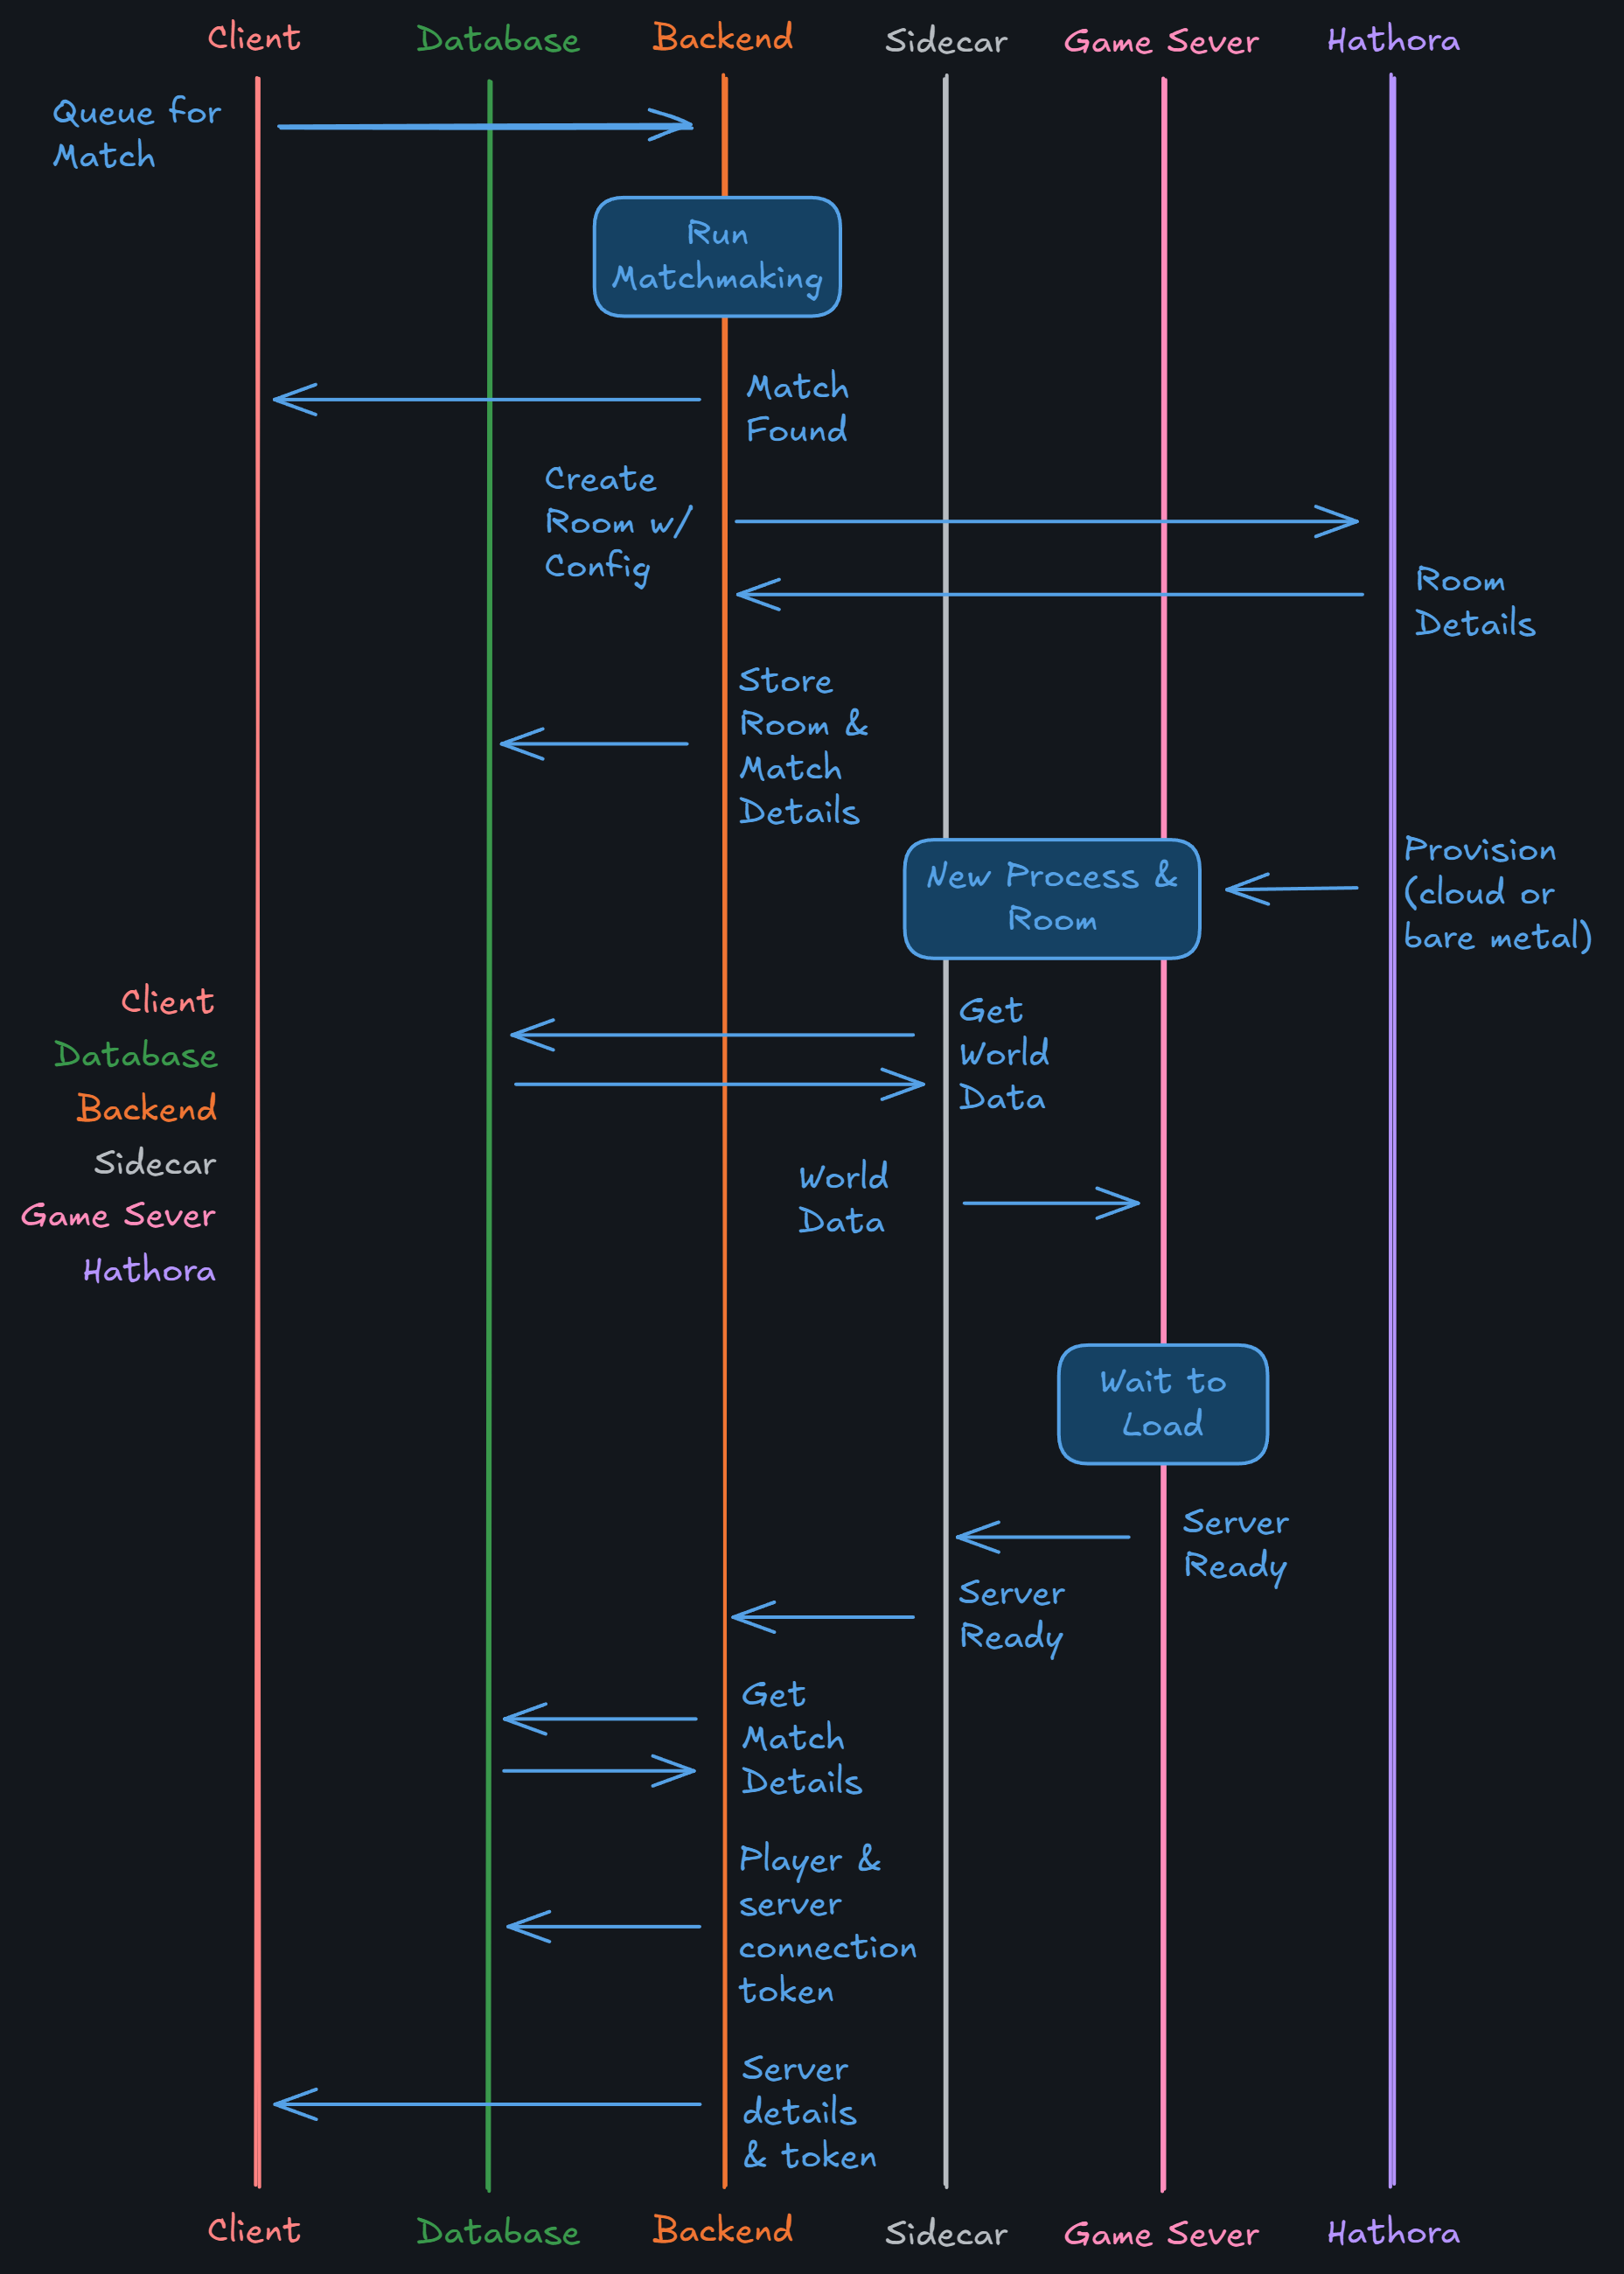 Client
Database
Backend
Sidecar
Game Sever
Hathora
Queue for
Match
Run
Matchmaking
Match
Found
Create
Room w/
Config
Room
Details
Store
Room &
Match
Details
New Process &
Room
Provision
(cloud or
bare metal)
Client
Database
Backend
Sidecar
Game Sever
Hathora
Get
World
Data
World
Data
Wait to
Load
Server
Ready
Server
Ready
Get
Match
Details
Player &
server
connection
token
Server
details
& token
Client
Database
Backend
Sidecar
Game Sever
Hathora